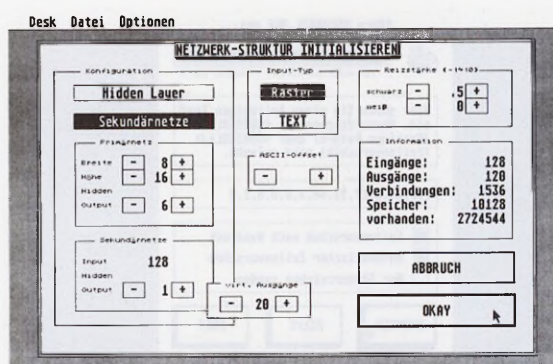 Desk Datei Optionen
NETZWERK-STRUKTUR INITIALISIEREN
Konfiguration
Hidden Layer
Sekundärnetze
Primärnetz
Breite - 8 +
Höhe - 16 +
Hidden
Output - 6 +
Sekundärnetze
Input 128
Hidden
Output - 1 +
Input-Typ
Raster
TEXT
ASCII-Offset
- +
virt. Ausgänge
- 20 +
Reizstärke (-14!0)
schwarz - .5 +
weiß - 0 +
Information
Eingänge: 128
Ausgänge: 120
Verbindungen: 1536
Speicher: 10128
vorhanden: 2724544
ABBRUCH
OKAY